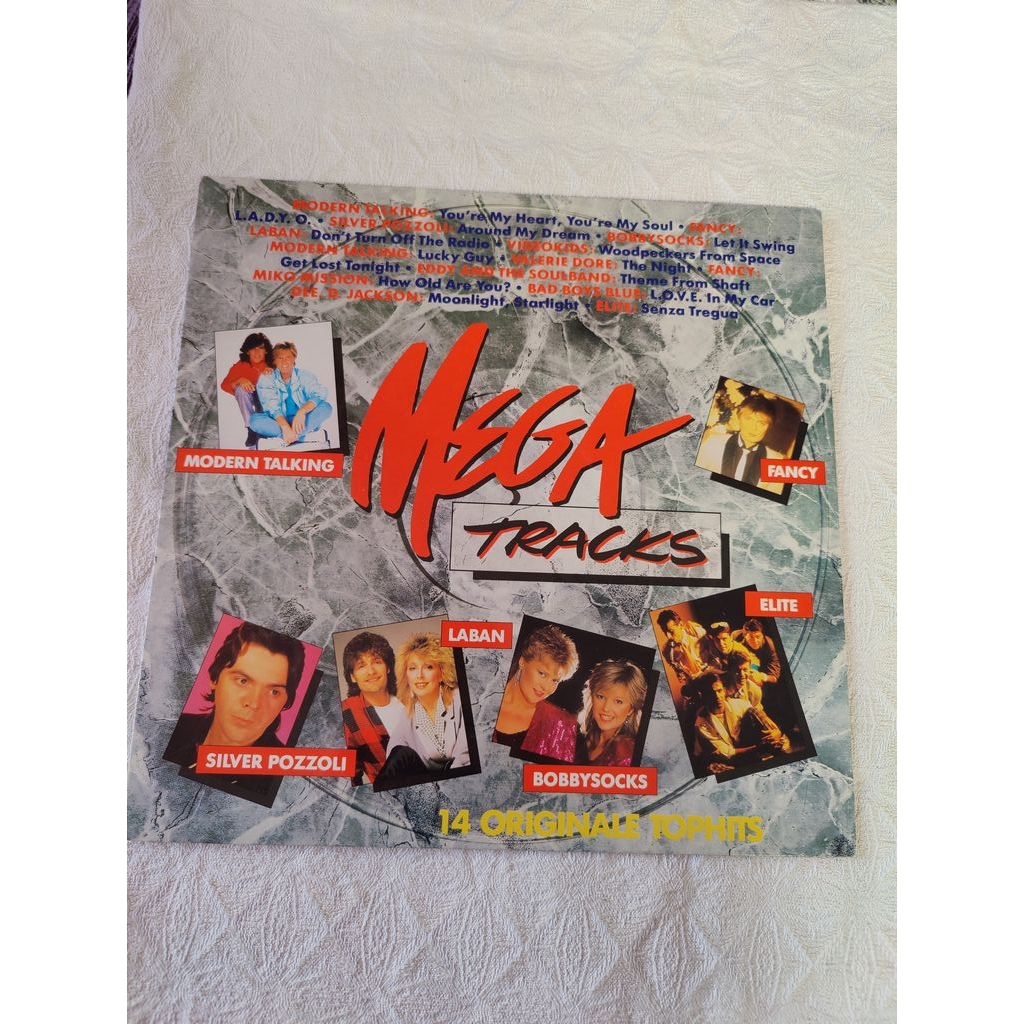 MODERN TALKING: You're My Heart, You're My Soul • FANCY:
L.A.D.Y. O. • SILVER POZZOLI: Around My Dream • BOBBYSOCKS: Let It Swing
LABAN: Don't Turn Off The Radio • VIDEOKIDS: Woodpeckers From Space
MODERN TALKING: Lucky Guy • VALERIE DORE: The Night • FANCY:
Get Lost Tonight • EDDY AND THE SOULBAND: Theme From Shaft
MIKO MISSION: How Old Are You? • BAD BOYS BLUE: L.O.V.E. In My Car
DEE. D. JACKSON: Moonlight, Starlight • ELITE: Senza Tregua
MEGA
TRACKS
MODERN TALKING
FANCY
ELITE
LABAN
SILVER POZZOLI
BOBBYSOCKS
14 ORIGINALE TOPHITS